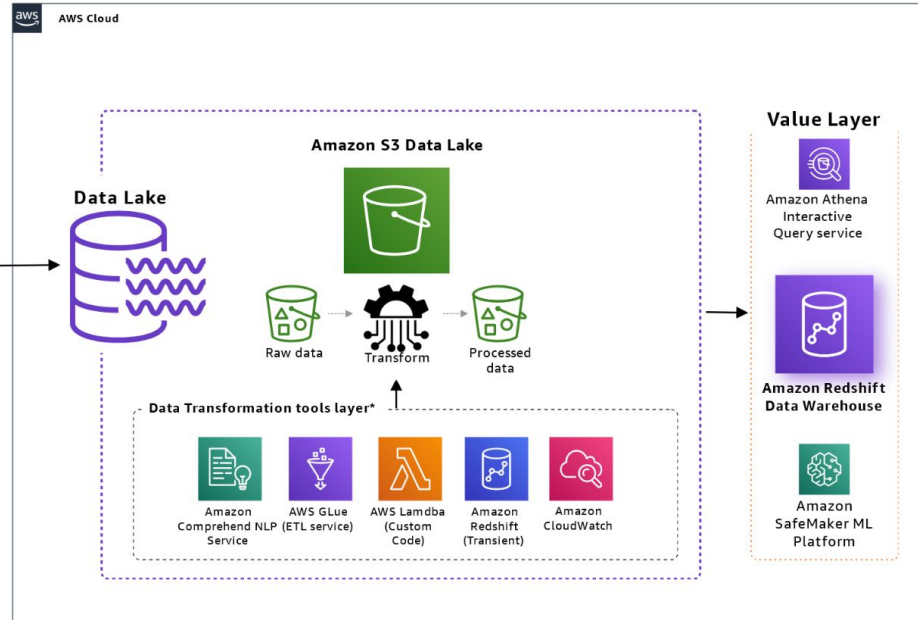 aws
AWS Cloud
Data Lake
Amazon S3 Data Lake
Raw data
Transform
Processed
data
Data Transformation tools layer*
Amazon
Comprehend NLP
Service
AWS GLue
(ETL service)
AWS Lamdba
(Custom
Code)
Amazon
Redshift
(Transient)
Amazon
CloudWatch
Value Layer
Amazon Athena
Interactive
Query service
Amazon Redshift
Data Warehouse
Amazon
SafeMaker ML
Platform